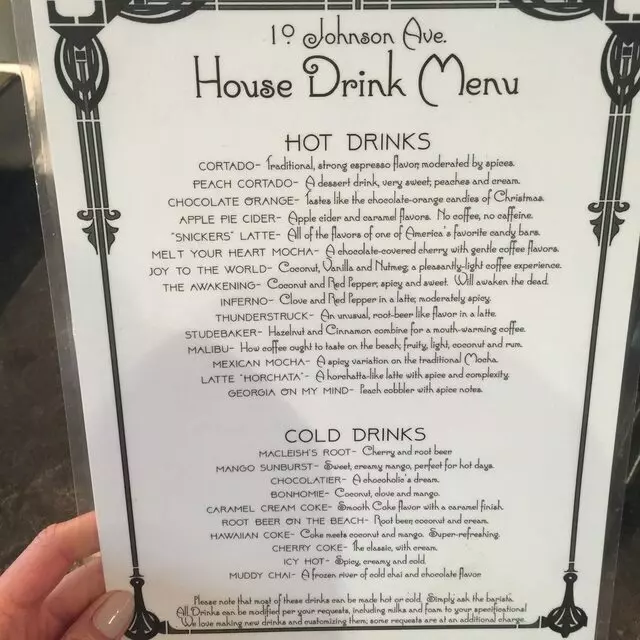 19 Johnson Ave.
House Drink Menu
HOT DRINKS
CORTADO- Traditional, strong espresso flavor, moderated by spices.
PEACH CORTADO- A dessert drink, very sweet; peaches and cream.
CHOCOLATE ORANGE- Tastes like the chocolate-orange candies of Christmas.
APPLE PIE CIDER- Apple cider and caramel flavors. No coffee, no caffeine.
"SNICKERS" LATTE- All of the flavors of one of America's favorite candy bars.
MELT YOUR HEART MOCHA- A chocolate-covered cherry with gentle coffee flavors.
JOY TO THE WORLD- Coconut, Vanilla and Nutmeg; a pleasantly-light coffee experience.
THE AWAKENING- Coconut and Red Pepper; spicy and sweet. Will awaken the dead.
INFERNO- Clove and Red Pepper in a latte; moderately spicy.
THUNDERSTRUCK- An unusual, root-beer like flavor in a latte.
STUDEBAKER- Hazelnut and Cinnamon combine for a mouth-warming coffee.
MALIBU- How coffee ought to taste on the beach; fruity, light, coconut and rum.
MEXICAN MOCHA- A spicy variation on the traditional Mocha.
LATTE "HORCHATA"- A horchatta-like latte with spice and complexity.
GEORGIA ON MY MIND- Peach cobbler with spice notes.
COLD DRINKS
MACLEISH'S ROOT- Cherry and root beer
MANGO SUNBURST- Sweet, creamy mango, perfect for hot days.
CHOCOLATIER- A chocoholic's dream.
BONHOMIE- Coconut, clove and mango.
CARAMEL CREAM COKE- Smooth Coke flavor with a caramel finish.
ROOT BEER ON THE BEACH- Root beer, coconut and cream.
HAWAIIAN COKE- Coke meets coconut and mango. Super-refreshing.
CHERRY COKE- The classic, with cream.
ICY HOT- Spicy, creamy and cold.
MUDDY CHAI- A frozen river of cold chai and chocolate flavor
Please note that most of these drinks can be made hot or cold. Simply ask the barista.
All Drinks can be modified per your requests, including milks and foam to your specifications!
We love making new drinks and customizing them; some requests are at an additional charge.